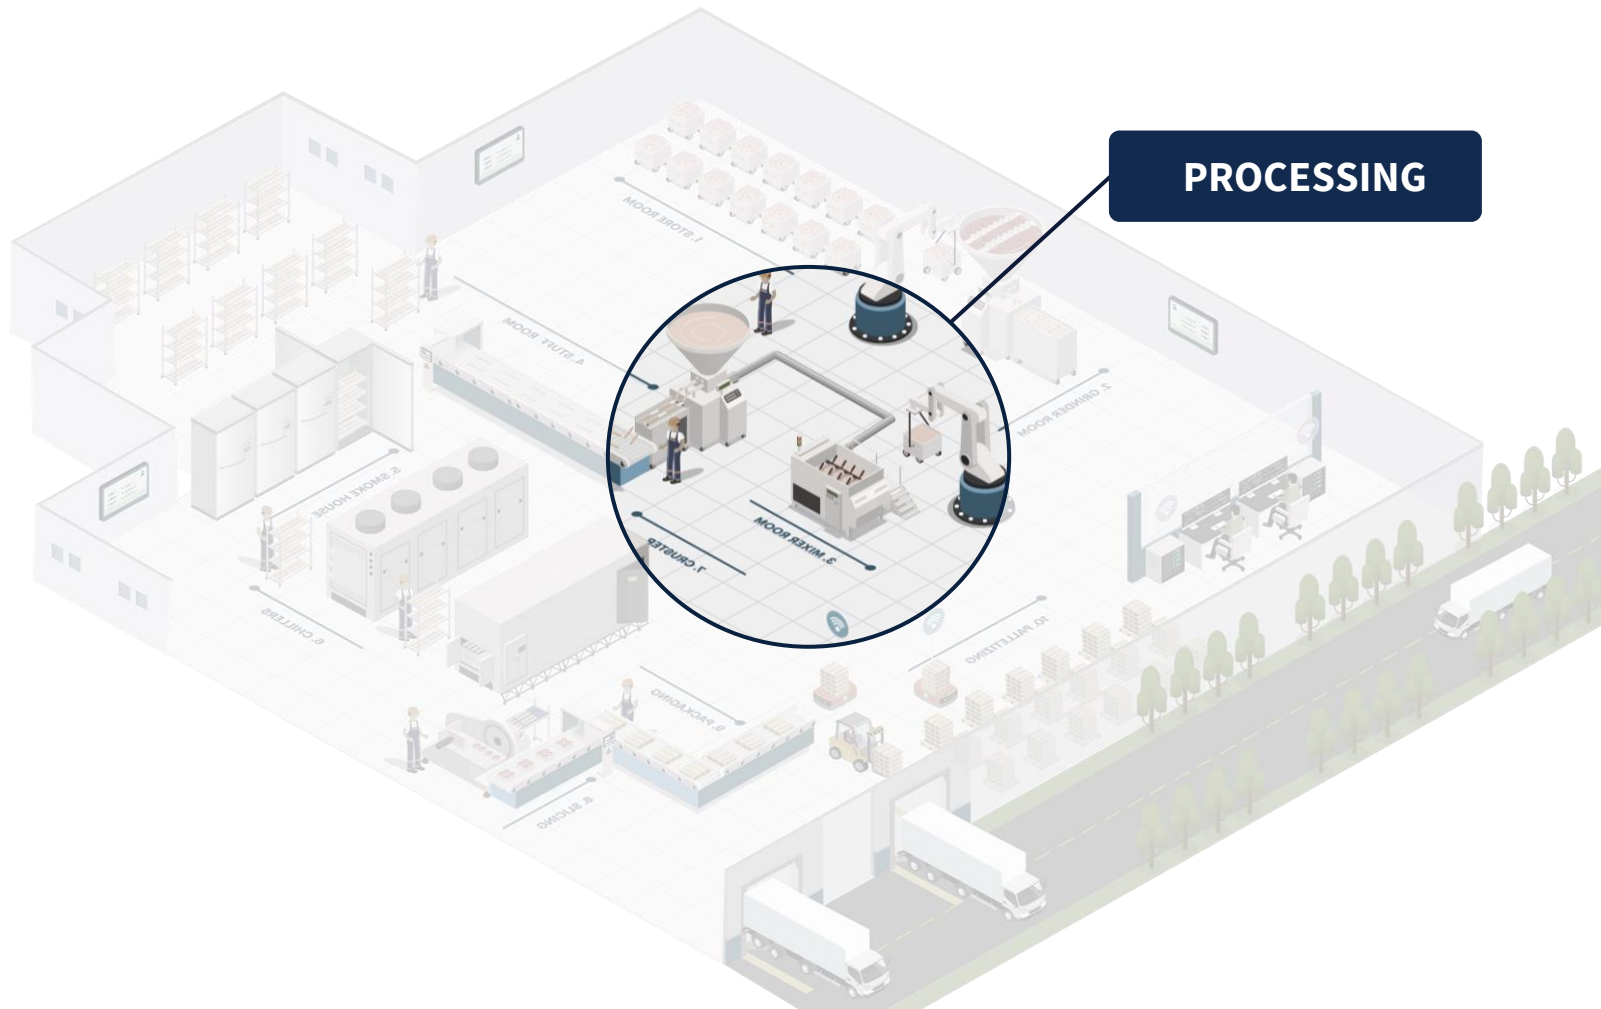 PROCESSING
1. STORE ROOM
4. STUFF ROOM
2. GRINDER ROOM
5. SMOKE HOUSE
3. MIXER ROOM
7. CRUSTER
6. CHILLERS
10. PALLETIZING
9. PACKAGING
8. SLICING